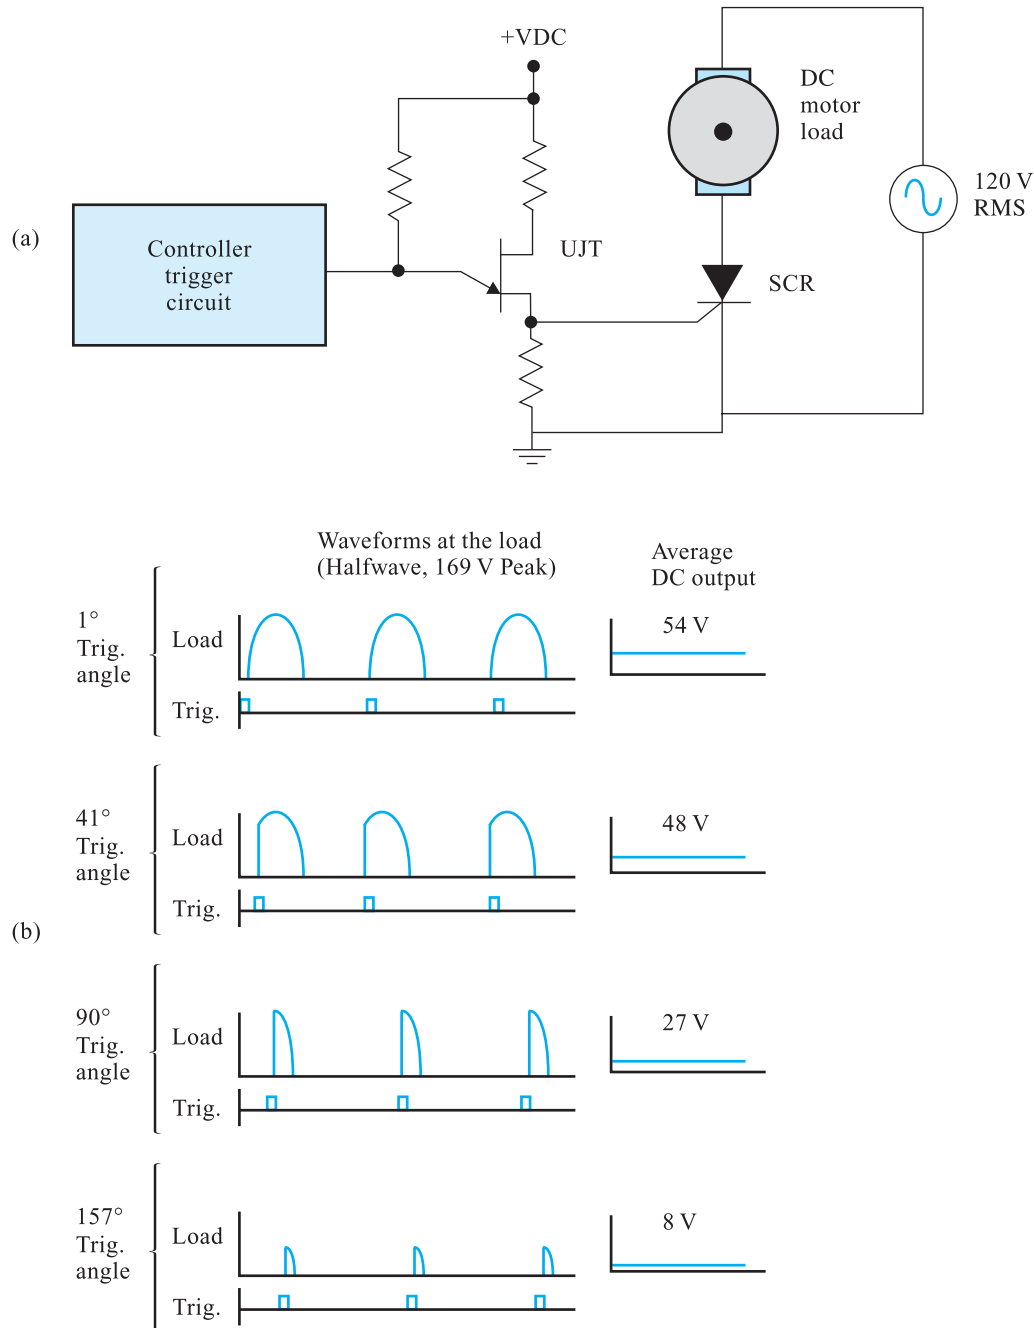 +VDC
DC
motor
load
120 V
RMS
(a)
Controller
trigger
circuit
UJT
SCR
Waveforms at the load
(Halfwave, 169 V Peak)
Average
DC output
1°
Trig.
angle
Load
54 V
Trig.
41°
Trig.
angle
Load
48 V
Trig.
(b)
90°
Trig.
angle
Load
27 V
Trig.
157°
Trig.
angle
Load
8 V
Trig.